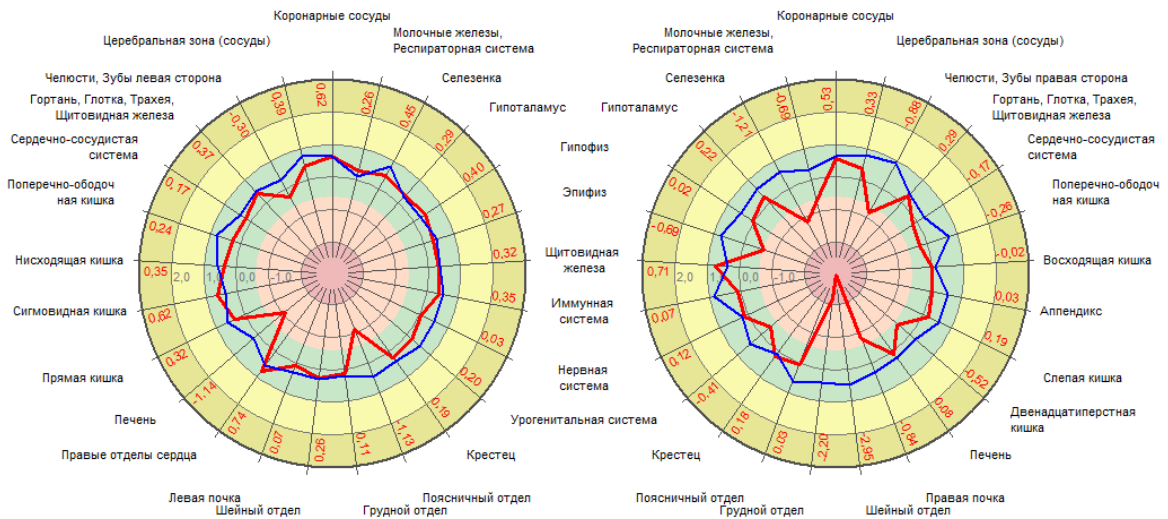 Коронарные сосуды
Молочные железы,
Респираторная система
Церебральная зона (сосуды)
Селезенка
Челюсти, Зубы левая сторона
Гипоталамус
Гортань, Глотка, Трахея,
Щитовидная железа
Гипофиз
Сердечно-сосудистая
система
Эпифиз
Поперечно-ободоч
ная кишка
Щитовидная
железа
Нисходящая кишка
Иммунная
система
Сигмовидная кишка
Нервная
система
Прямая кишка
Урогенитальная система
Печень
Крестец
Правые отделы сердца
Поясничный отдел
Левая почка
Грудной отдел
Шейный отдел
0,62
0,26
0,45
0,29
0,40
0,27
0,32
0,35
0,03
0,20
0,19
-1,13
0,11
0,26
0,07
0,74
-1,14
0,32
0,62
0,35
0,24
0,17
0,37
-0,30
0,39
2,0
1,0
0,0
-1,0
Коронарные сосуды
Молочные железы,
Респираторная система
Церебральная зона (сосуды)
Селезенка
Челюсти, Зубы правая сторона
Гипоталамус
Гортань, Глотка, Трахея,
Щитовидная железа
Сердечно-сосудистая
система
Поперечно-ободоч
ная кишка
Восходящая кишка
Аппендикс
Слепая кишка
Двенадцатиперстная
кишка
Печень
Крестец
Правая почка
Поясничный отдел
Грудной отдел
Шейный отдел
0,53
0,33
-0,88
0,29
-0,17
-0,26
-0,02
0,03
0,19
-0,52
0,08
-0,84
-2,95
-2,20
0,03
0,18
-0,41
0,12
0,07
0,71
-0,69
0,02
0,22
-1,21
-0,69
2,0
1,0
0,0
-1,0